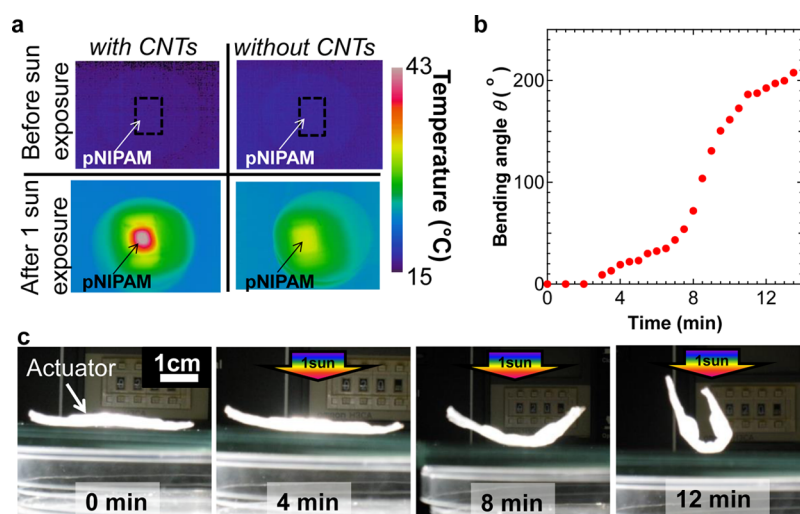 a
with CNTs
without CNTs
Before sun
exposure
pNIPAM
pNIPAM
After 1 sun
exposure
pNIPAM
pNIPAM
43
Temperature (°C)
15
b
Bending angle θ (°)
200
100
0
0
4
8
12
Time (min)
c
Actuator
1cm
0 min
1sun
4 min
1sun
8 min
1sun
12 min